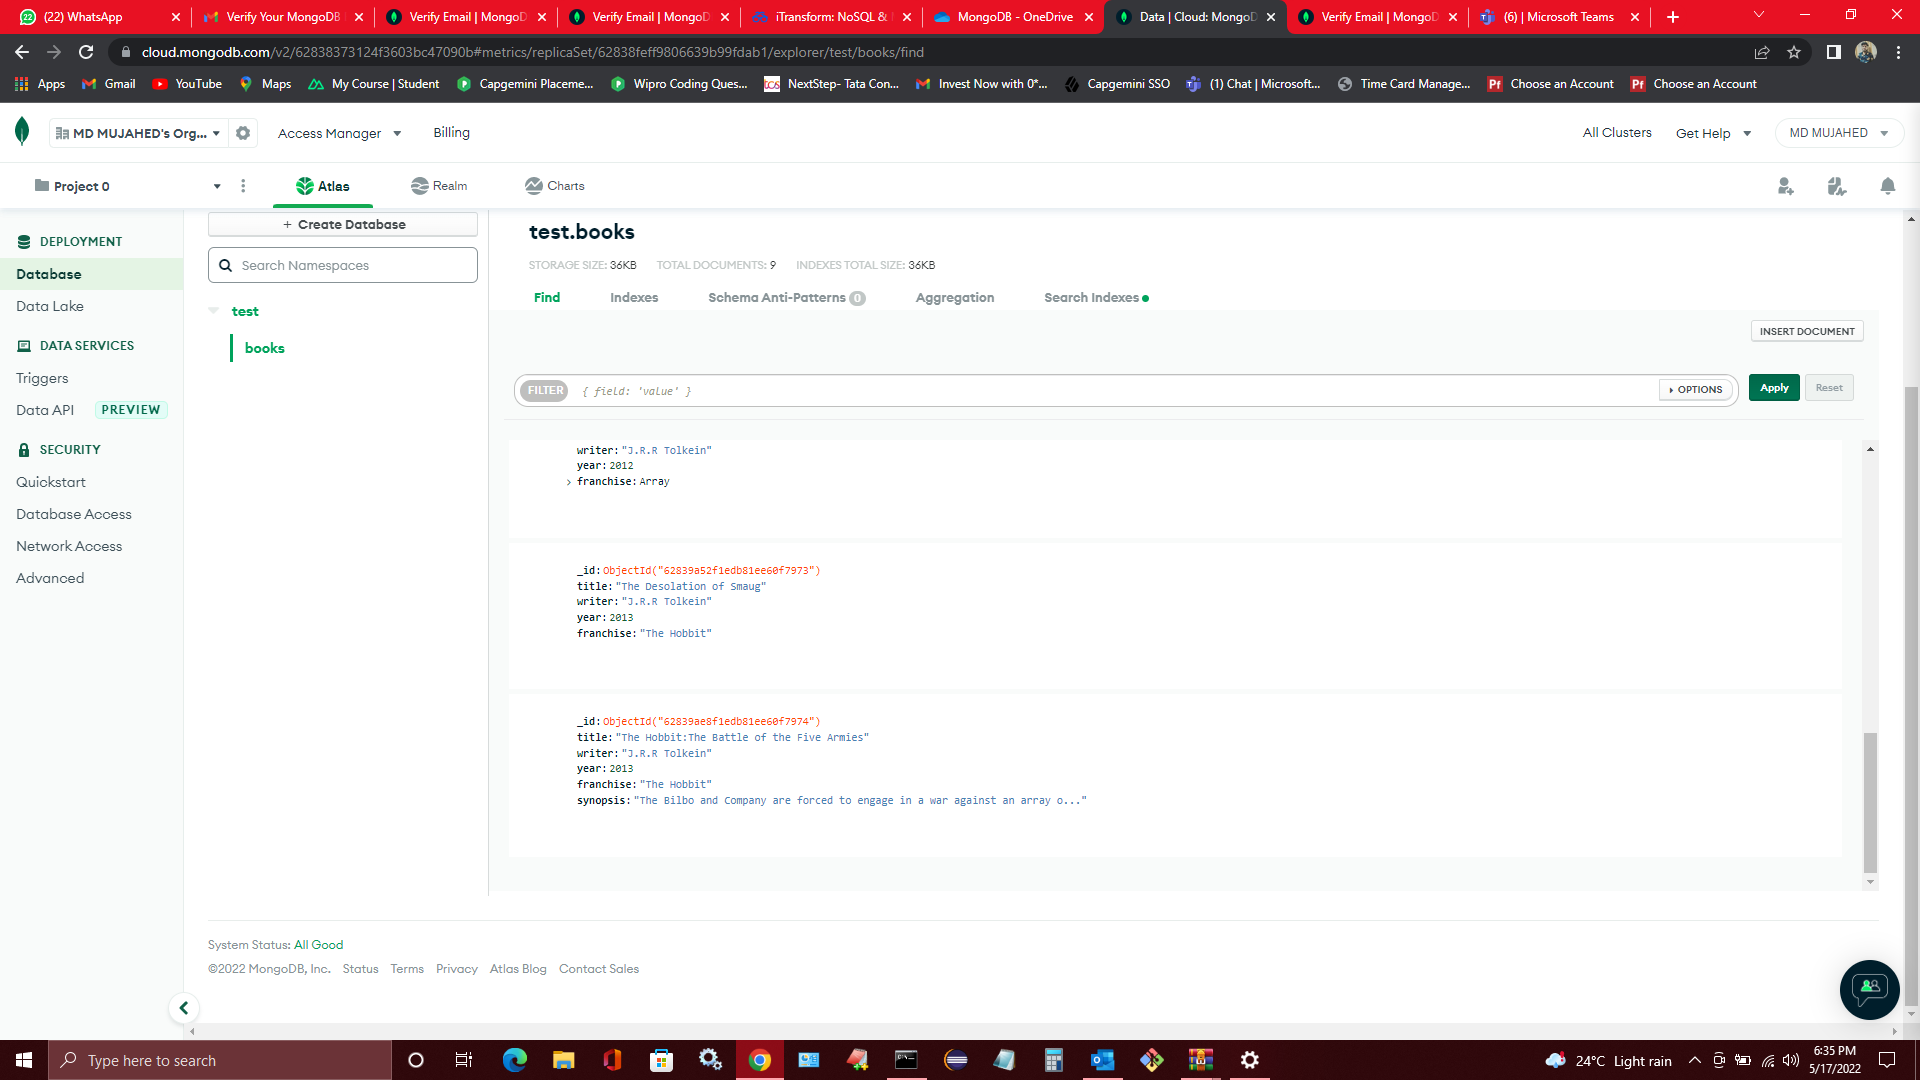 (22) WhatsApp
Verify Your MongoDB
Verify Email | MongoD
Verify Email | MongoD
iTransform: NoSQL &
MongoDB - OneDrive
Data | Cloud: MongoD
Verify Email | MongoD
(6) | Microsoft Teams
cloud.mongodb.com/v2/62838373124f3603bc47090b#metrics/replicaSet/62838feff9806639b99fdab1/explorer/test/books/find
Apps
Gmail
YouTube
Maps
My Course | Student
Capgemini Placeme...
Wipro Coding Ques...
NextStep- Tata Con...
Invest Now with 0*...
Capgemini SSO
(1) Chat | Microsoft...
Time Card Manage...
Choose an Account
Choose an Account
MD MUJAHED's Org...
Access Manager
Billing
All Clusters
Get Help
MD MUJAHED
Project 0
Atlas
Realm
Charts
DEPLOYMENT
Database
Data Lake
DATA SERVICES
Triggers
Data API PREVIEW
SECURITY
Quickstart
Database Access
Network Access
Advanced
+ Create Database
Search Namespaces
test
books
test.books
STORAGE SIZE: 36KB TOTAL DOCUMENTS: 9 INDEXES TOTAL SIZE: 36KB
Find
Indexes
Schema Anti-Patterns 0
Aggregation
Search Indexes
INSERT DOCUMENT
FILTER { field: 'value' }
OPTIONS
Apply
Reset
writer: "J.R.R Tolkein"
year: 2012
franchise: Array
_id: ObjectId("62839a52f1edb81ee60f7973")
title: "The Desolation of Smaug"
writer: "J.R.R Tolkein"
year: 2013
franchise: "The Hobbit"
_id: ObjectId("62839ae8f1edb81ee60f7974")
title: "The Hobbit:The Battle of the Five Armies"
writer: "J.R.R Tolkein"
year: 2013
franchise: "The Hobbit"
synopsis: "The Bilbo and Company are forced to engage in a war against an array o..."
System Status: All Good
©2022 MongoDB, Inc. Status Terms Privacy Atlas Blog Contact Sales
Type here to search
24°C Light rain
6:35 PM
5/17/2022